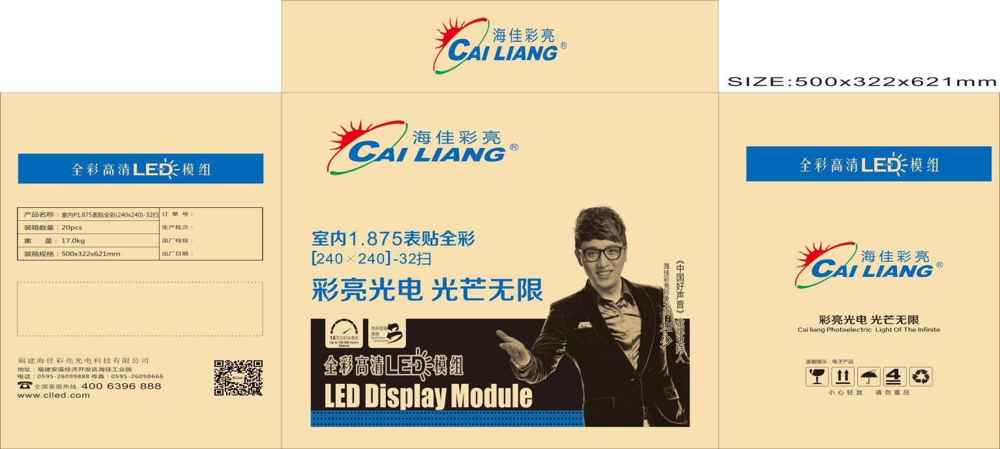 海佳彩亮
CAI LIANG®
SIZE:500x322x621mm
全彩高清LED模组
产品名称：室内P1.875表贴全彩(240x240)-32扫
订 单 号：
装箱数量：20pcs
生产批次：
重 量：17.0kg
出厂检验：
装箱规格：500x322x621mm
出厂日期：
福建海佳彩亮光电科技有限公司
地址：福建安溪经济开发区海佳工业园
电话：0595-26099888 传真：0595-26098666
全国客服热线：400 6396 888
www.clled.com
海佳彩亮
CAI LIANG®
室内1.875表贴全彩
[240×240]-32扫
彩亮光电 光芒无限
《中国好声音》金牌主持人
海佳彩亮形象大使：华少
10万小时长寿命
Up to 100 000 hours
lifetime
同步控制
系统
Synchronous
Control System
全彩高清LED模组
LED Display Module
全彩高清LED模组
海佳彩亮
CAI LIANG®
彩亮光电 光芒无限
Cai liang Photoelectric Light Of The Infinite
温馨提示：电子产品
4
小心轻放 请勿重压